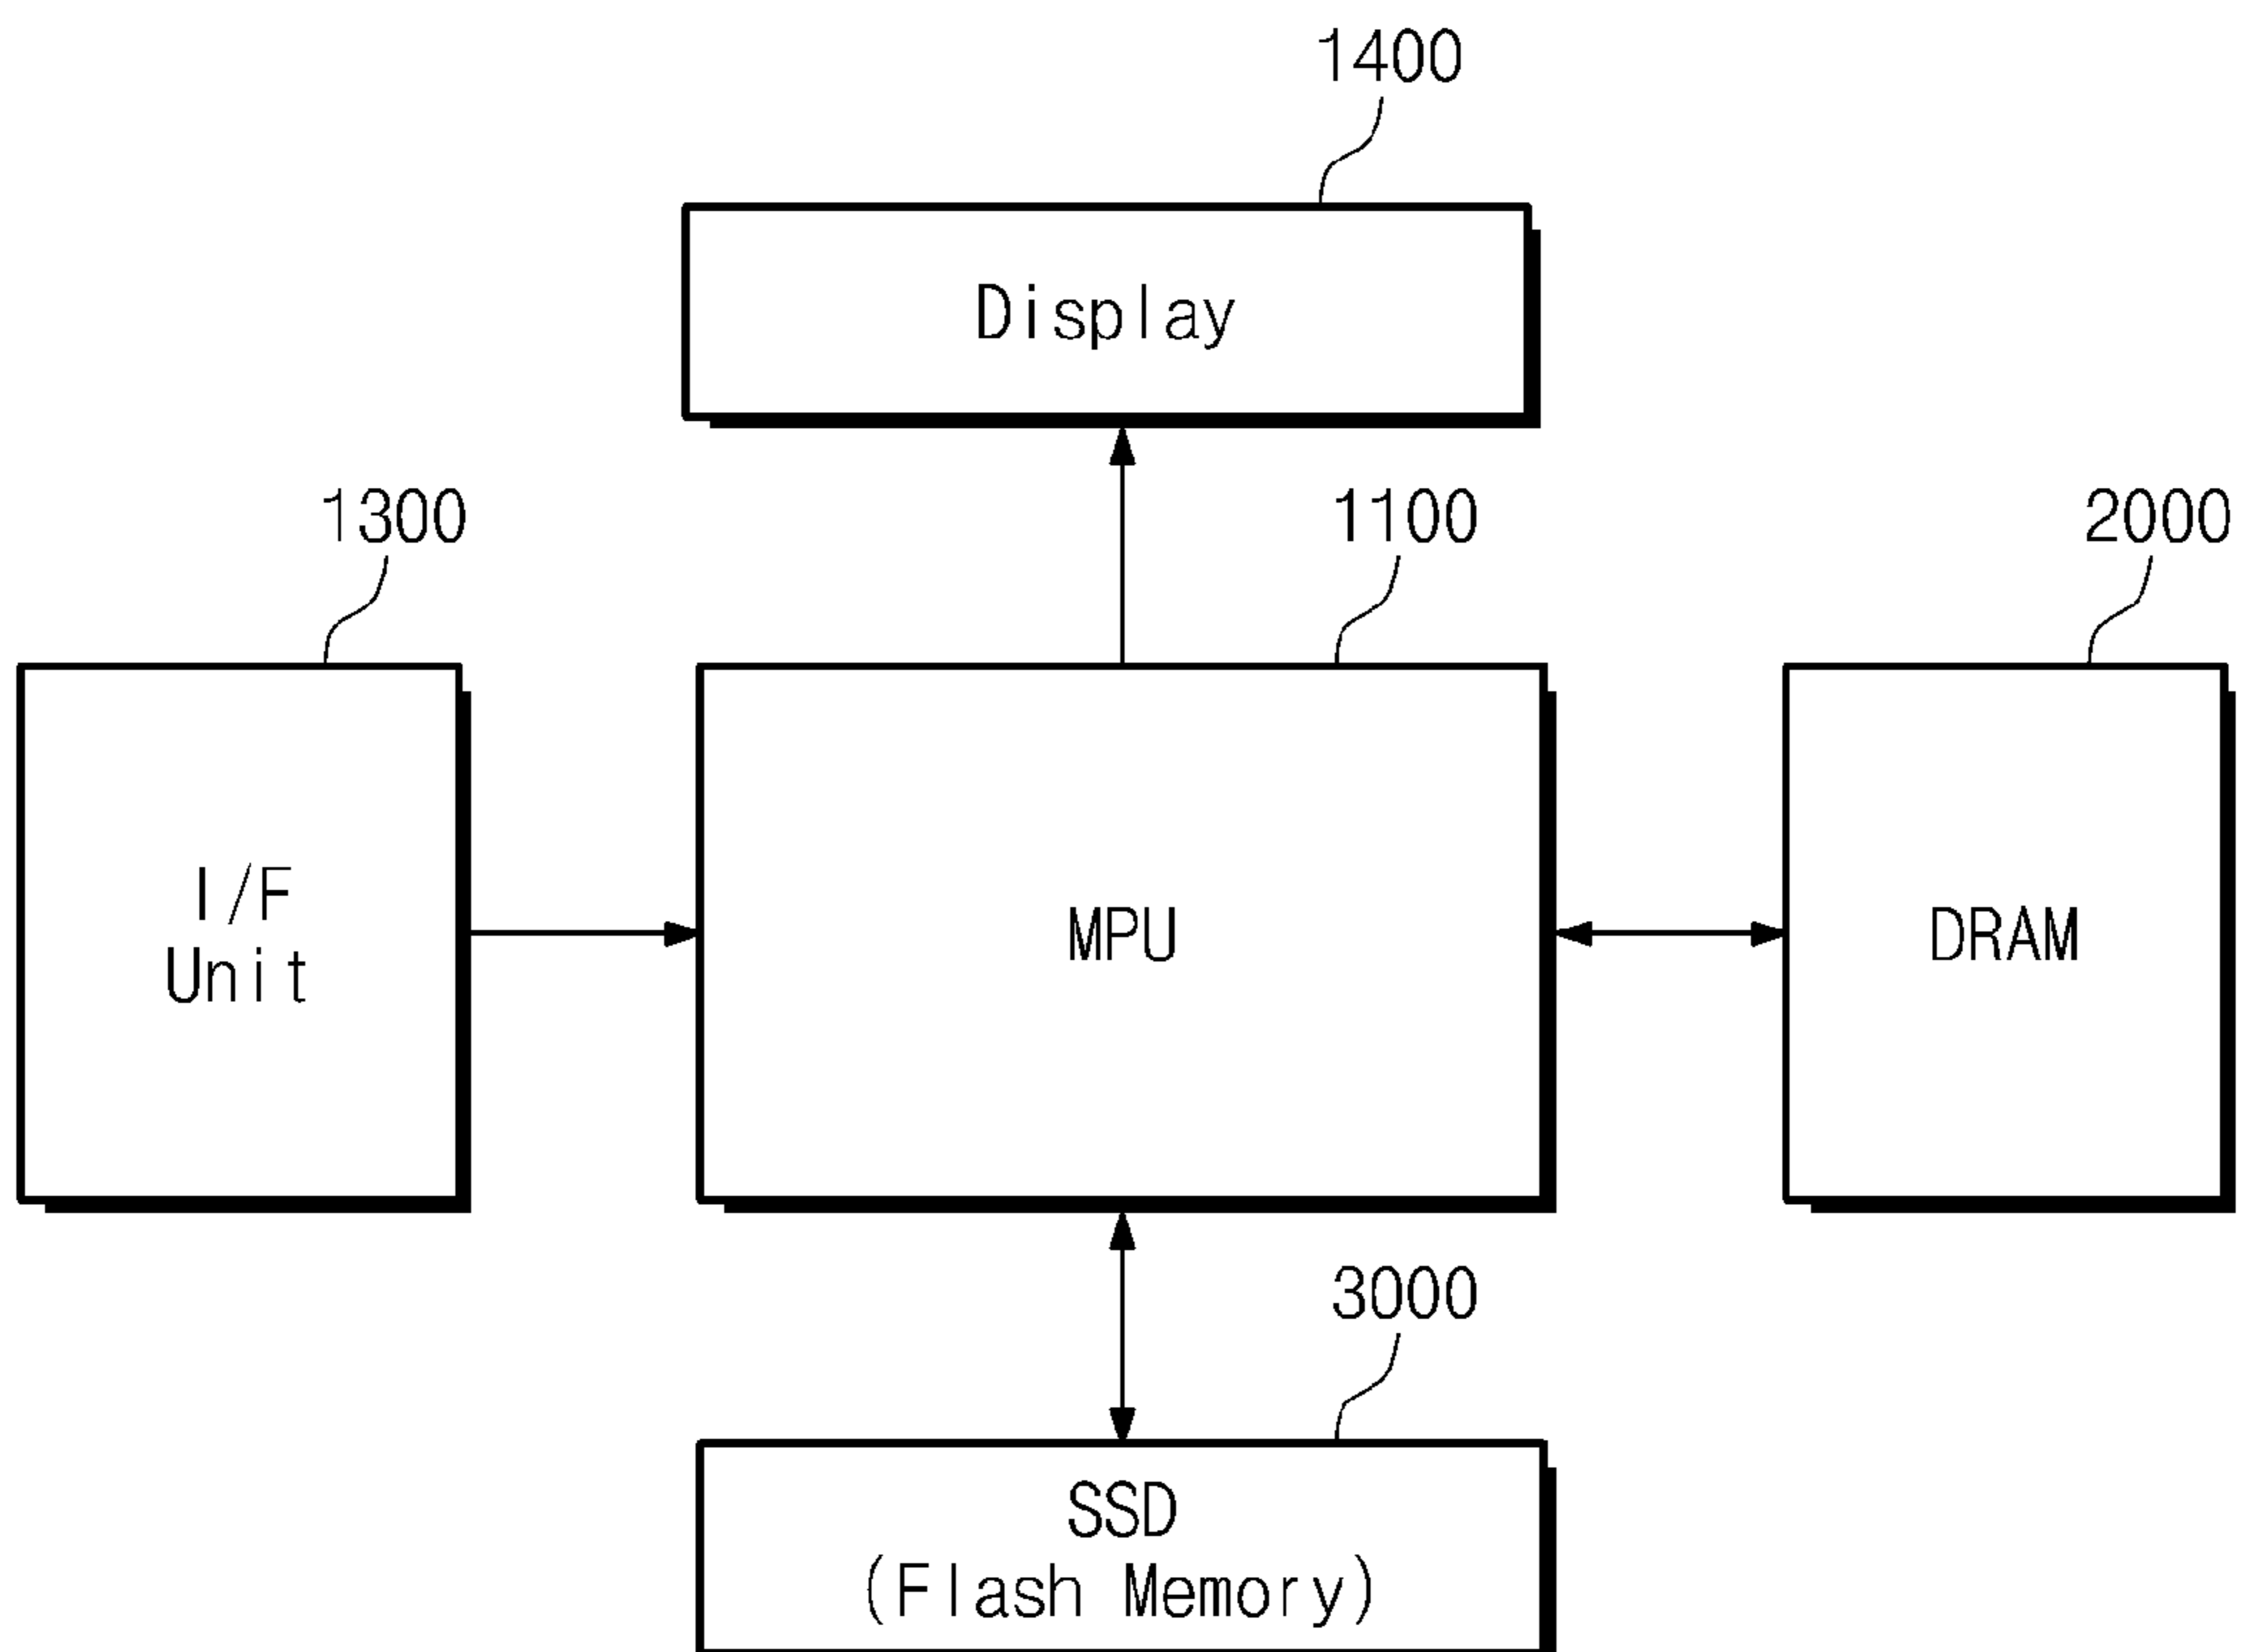 1400
Display
1300
1100
2000
I/F
Unit
MPU
DRAM
3000
SSD
(Flash Memory)